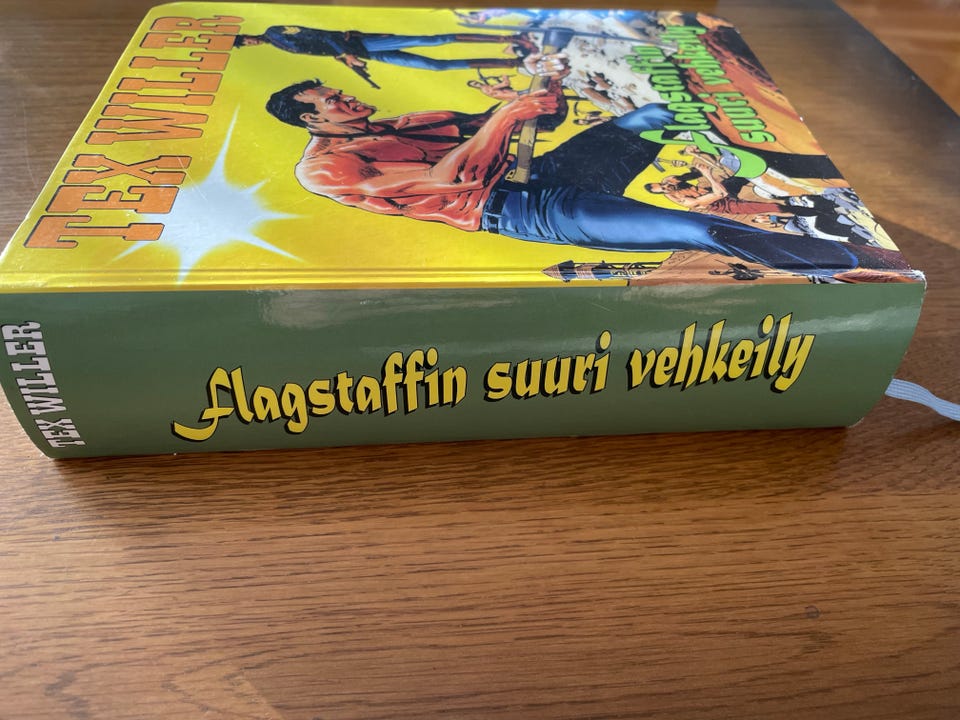 TEX WILLER
Flagstaffin
suuri vehkeily
TEX WILLER
Flagstaffin suuri vehkeily